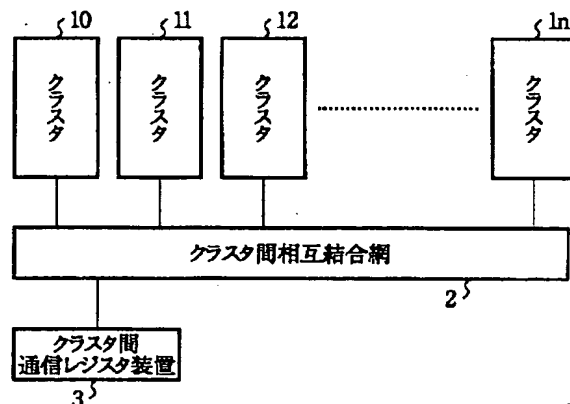 10 11 12 1n
クラスタ クラスタ クラスタ クラスタ
クラスタ間相互結合網
2
クラスタ間
通信レジスタ装置
3